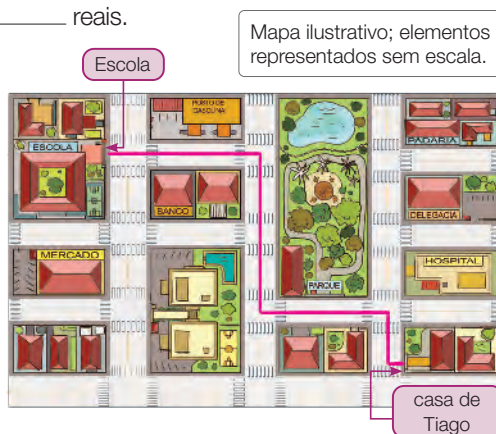 _______ reais.
Mapa ilustrativo; elementos
representados sem escala.
Escola
POSTO DE
GASOLINA
ESCOLA
PADARIA
BANCO
DELEGACIA
MERCADO
HOSPITAL
PARQUE
casa de
Tiago